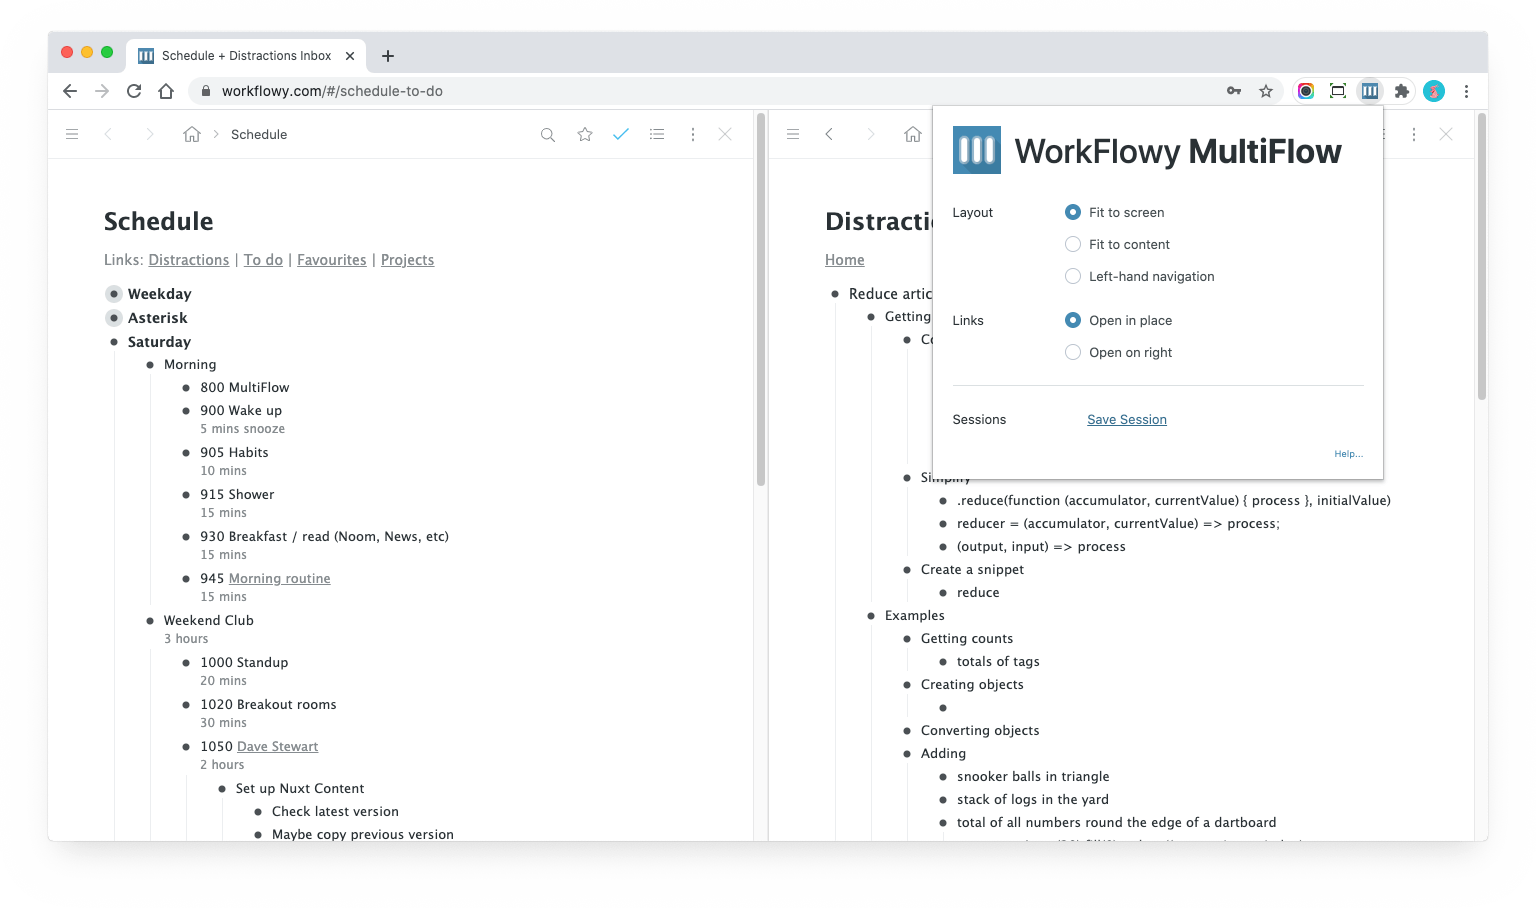 Schedule + Distractions Inbox
workflowy.com/#/schedule-to-do
Schedule
Schedule
Links: Distractions | To do | Favourites | Projects
Weekday
Asterisk
Saturday
Morning
800 MultiFlow
900 Wake up
5 mins snooze
905 Habits
10 mins
915 Shower
15 mins
930 Breakfast / read (Noom, News, etc)
15 mins
945 Morning routine
15 mins
Weekend Club
3 hours
1000 Standup
20 mins
1020 Breakout rooms
30 mins
1050 Dave Stewart
2 hours
Set up Nuxt Content
Check latest version
Maybe copy previous version
Distracti
Home
Reduce artic
Getting
Co
Simplify
.reduce(function (accumulator, currentValue) { process }, initialValue)
reducer = (accumulator, currentValue) => process;
(output, input) => process
Create a snippet
reduce
Examples
Getting counts
totals of tags
Creating objects
Converting objects
Adding
snooker balls in triangle
stack of logs in the yard
total of all numbers round the edge of a dartboard
WorkFlowy MultiFlow
Layout
Fit to screen
Fit to content
Left-hand navigation
Links
Open in place
Open on right
Sessions
Save Session
Help...